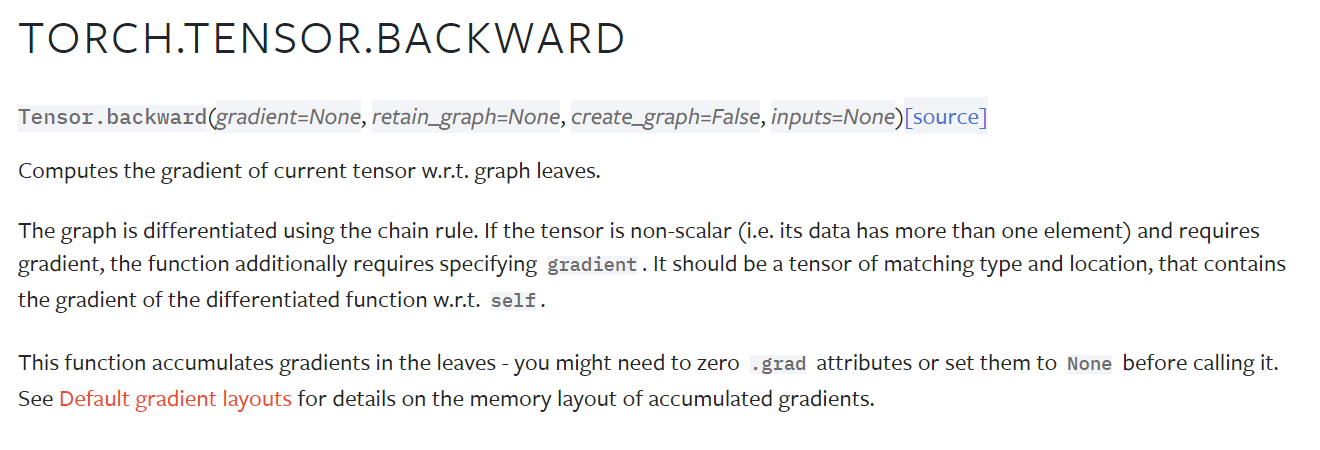 TORCH.TENSOR.BACKWARD
Tensor.backward(gradient=None, retain_graph=None, create_graph=False, inputs=None)[source]
Computes the gradient of current tensor w.r.t. graph leaves.
The graph is differentiated using the chain rule. If the tensor is non-scalar (i.e. its data has more than one element) and requires
gradient, the function additionally requires specifying gradient. It should be a tensor of matching type and location, that contains
the gradient of the differentiated function w.r.t. self.
This function accumulates gradients in the leaves - you might need to zero .grad attributes or set them to None before calling it.
See Default gradient layouts for details on the memory layout of accumulated gradients.